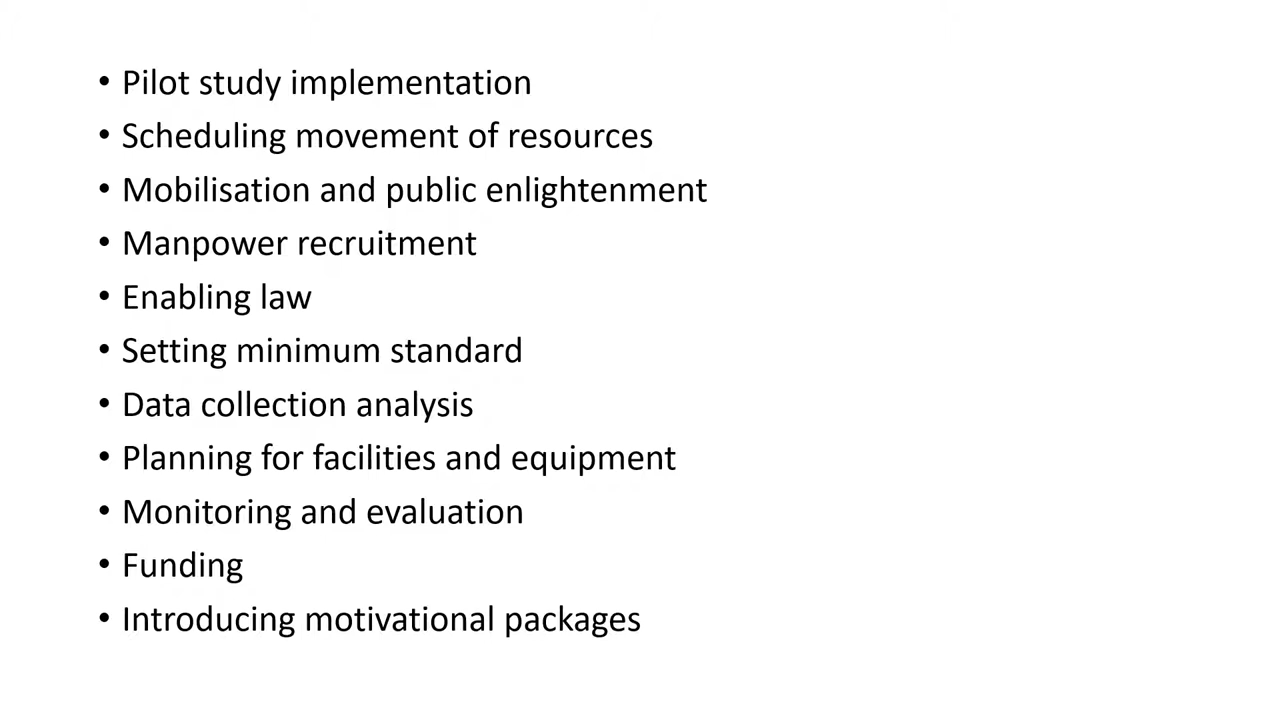 • Pilot study implementation
• Scheduling movement of resources
• Mobilisation and public enlightenment
• Manpower recruitment
• Enabling law
• Setting minimum standard
• Data collection analysis
• Planning for facilities and equipment
• Monitoring and evaluation
• Funding
• Introducing motivational packages